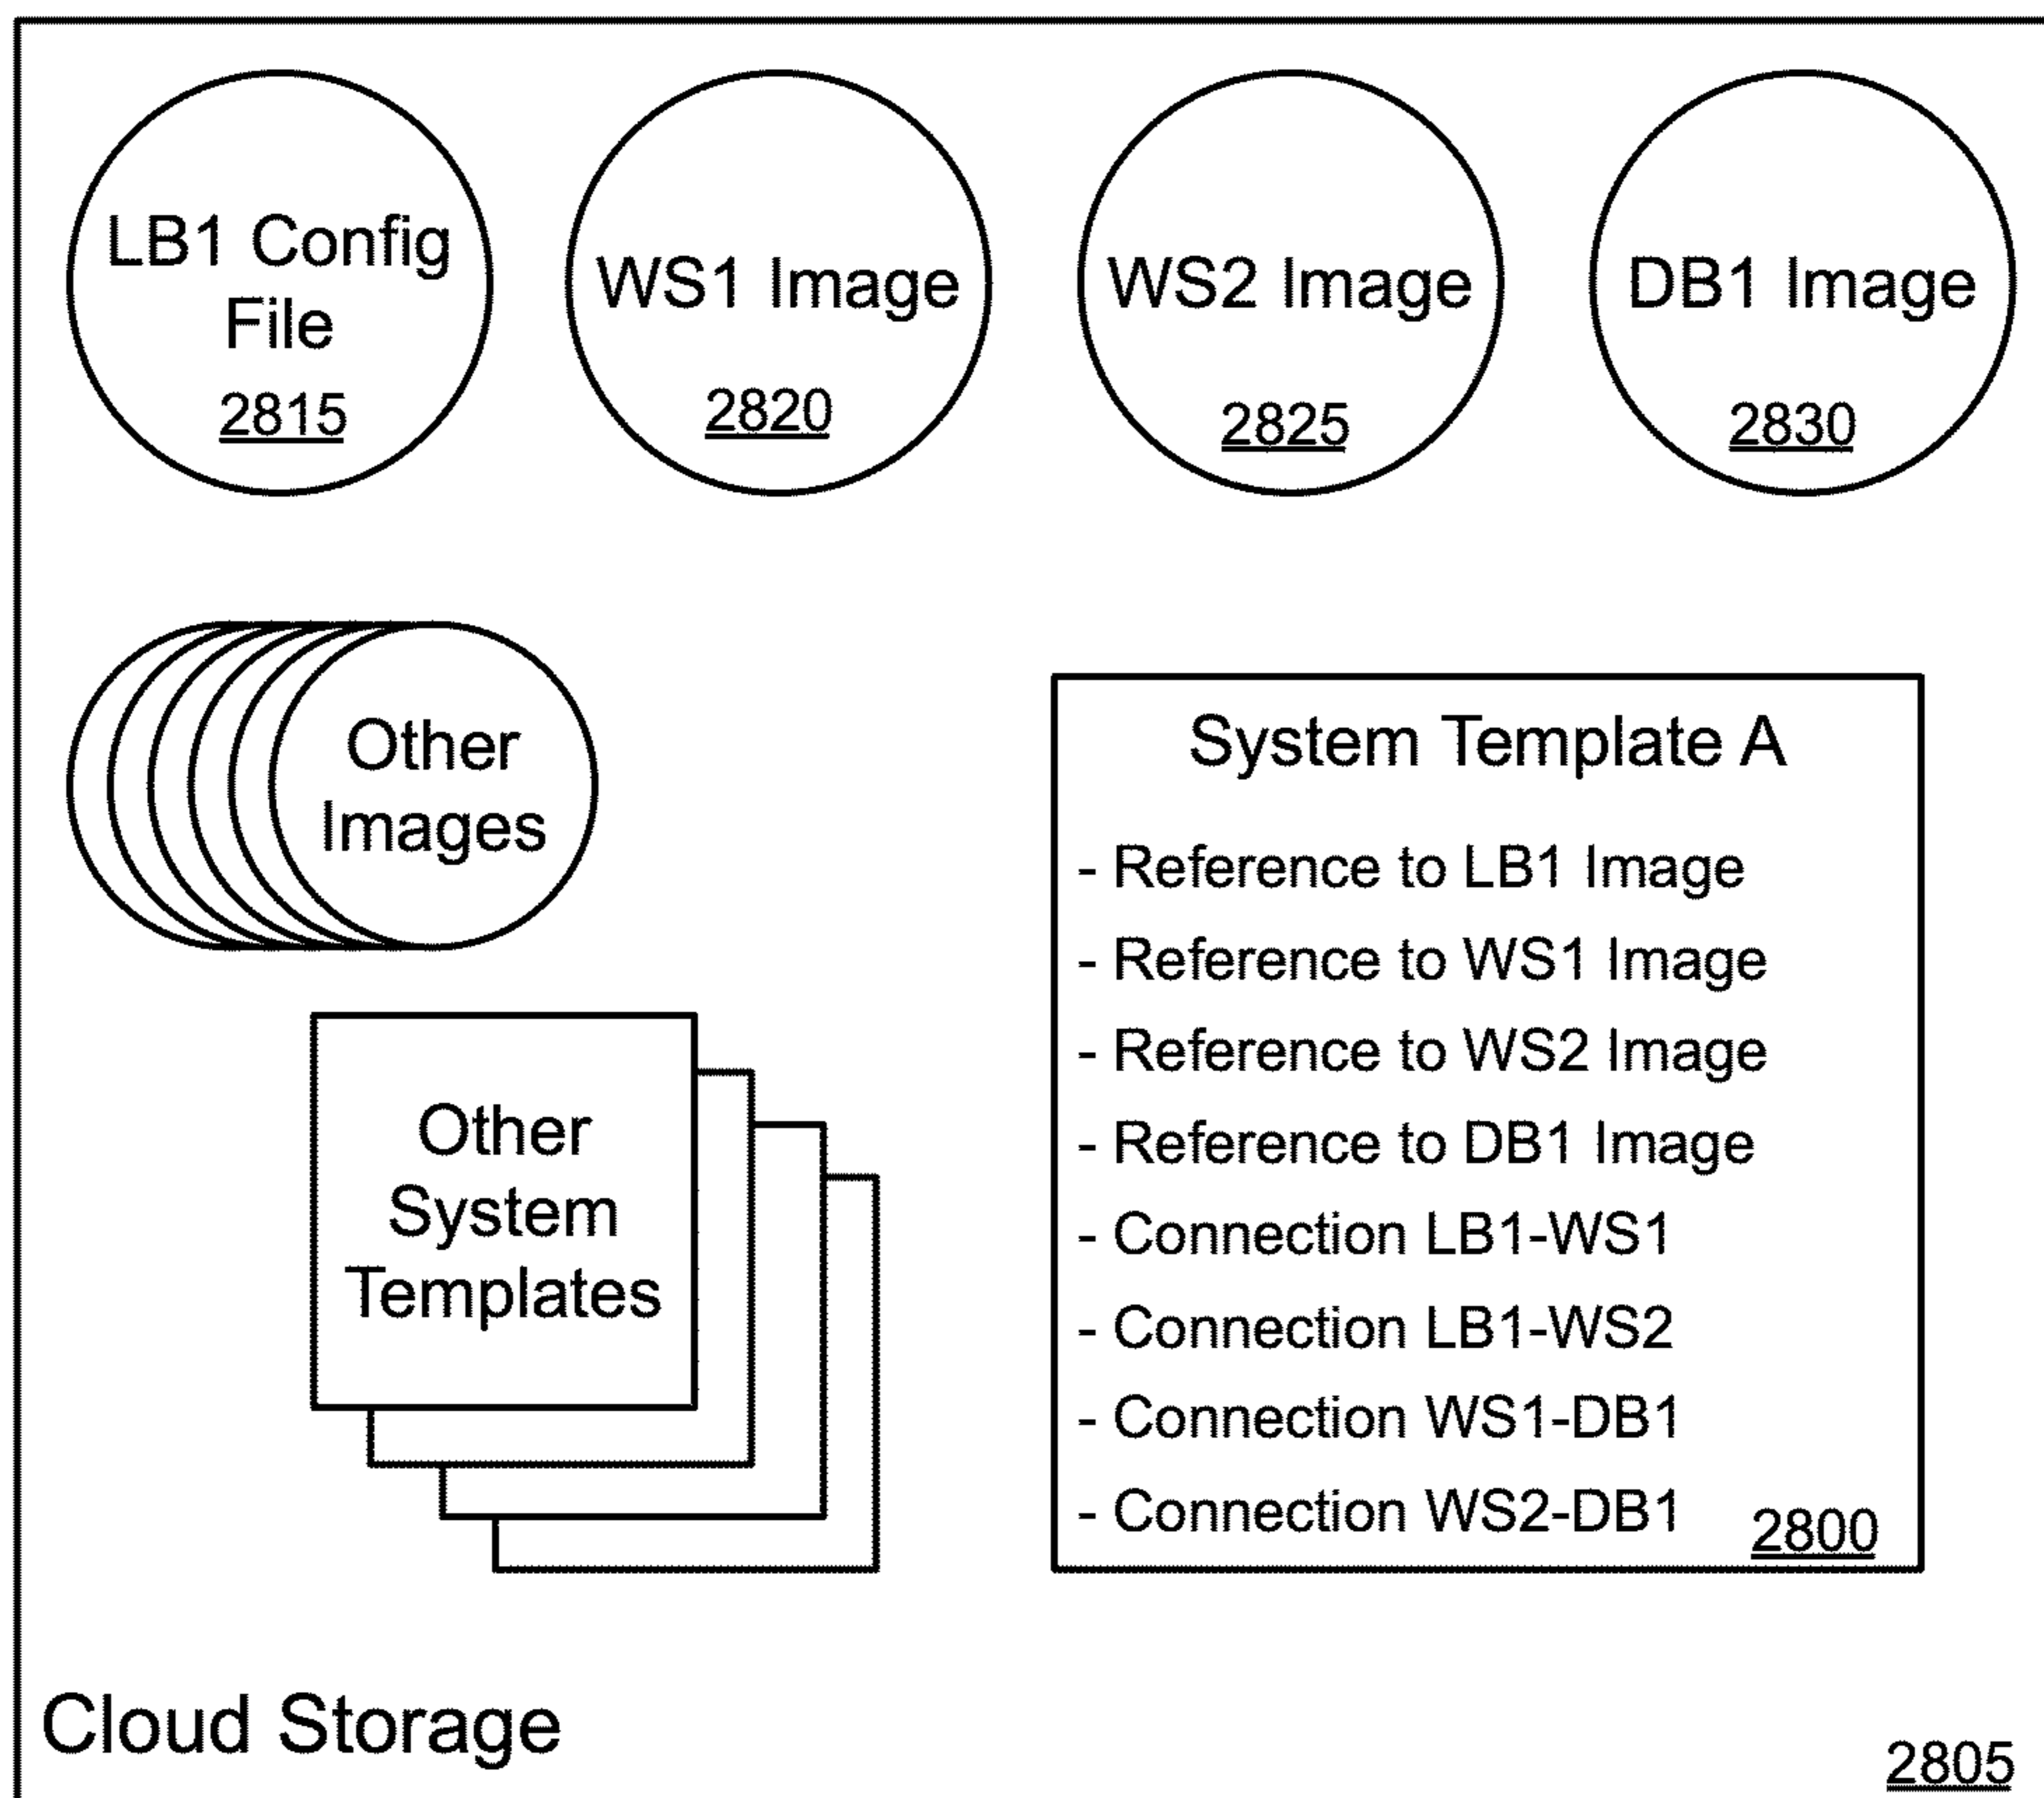 LB1 Config
File
2815
WS1 Image
2820
WS2 Image
2825
DB1 Image
2830
Other
Images
Other
System
Templates
System Template A
- Reference to LB1 Image
- Reference to WS1 Image
- Reference to WS2 Image
- Reference to DB1 Image
- Connection LB1-WS1
- Connection LB1-WS2
- Connection WS1-DB1
- Connection WS2-DB1
2800
Cloud Storage
2805